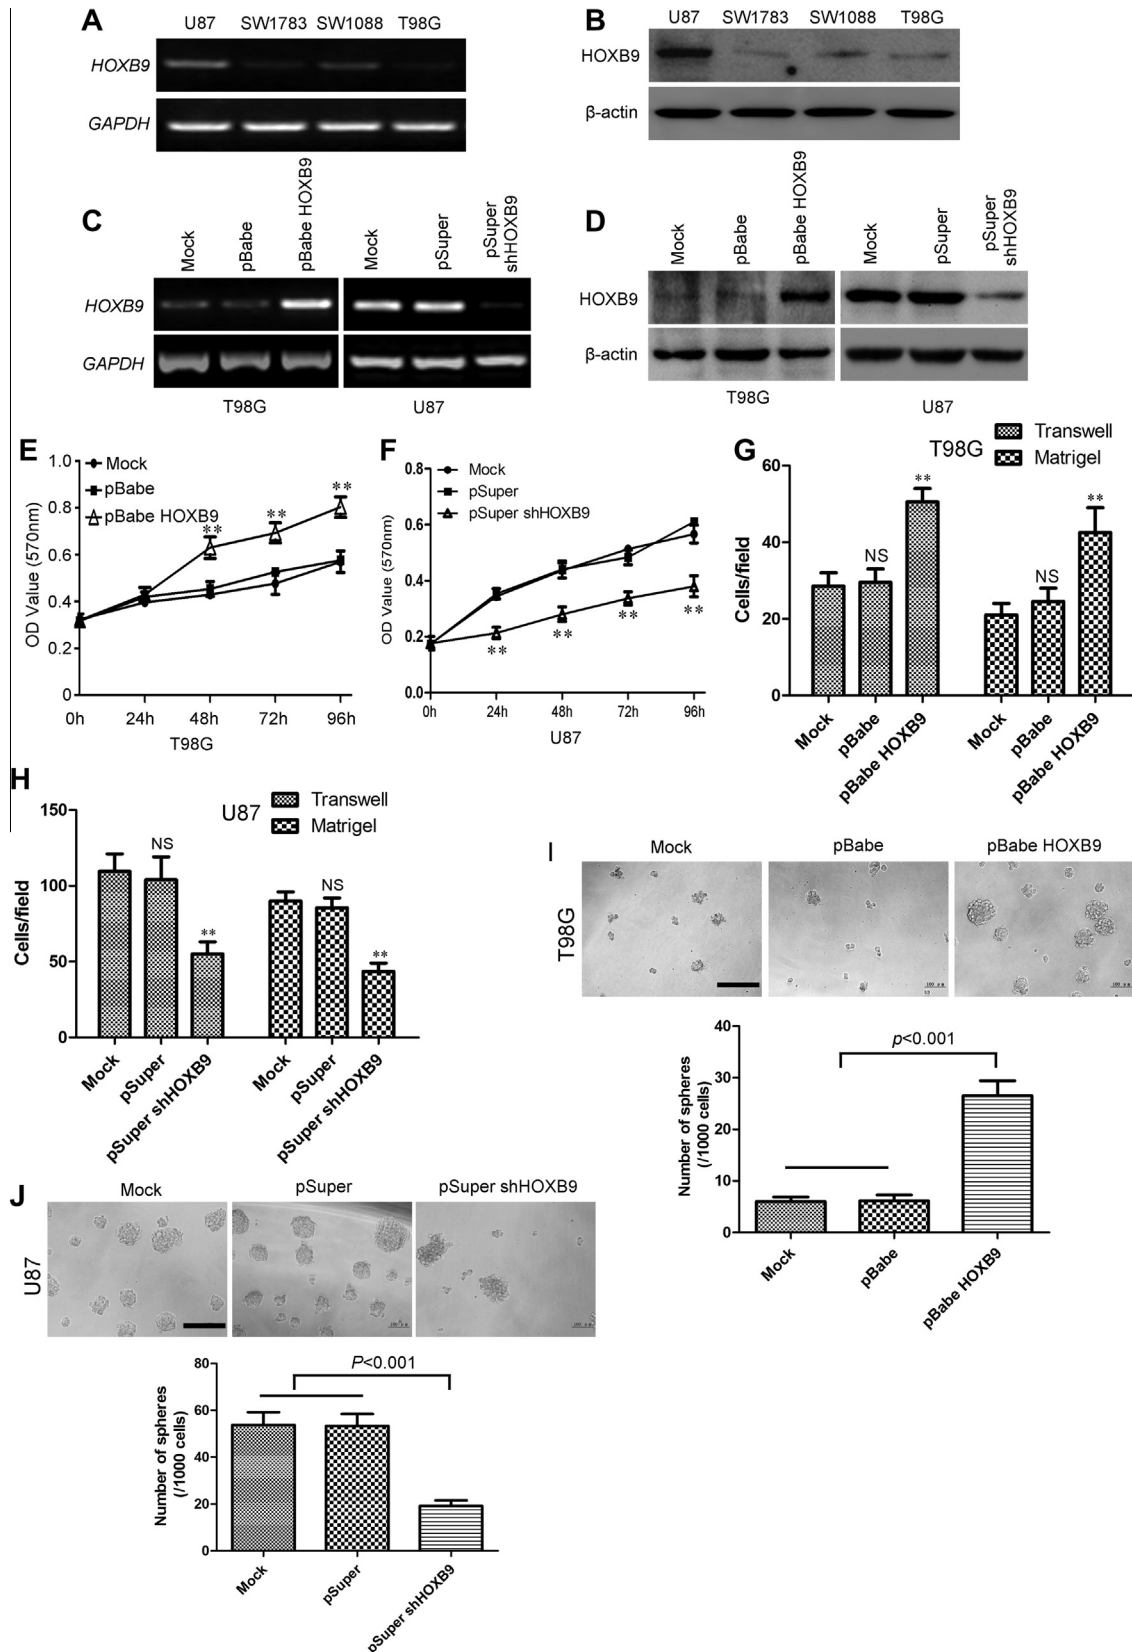 A
U87 SW1783 SW1088 T98G
HOXB9
GAPDH
B
U87 SW1783 SW1088 T98G
HOXB9
β-actin
C
Mock
pBabe
pBabe HOXB9
Mock
pSuper
pSuper
shHOXB9
HOXB9
GAPDH
T98G
U87
D
Mock
pBabe
pBabe HOXB9
Mock
pSuper
pSuper
shHOXB9
HOXB9
β-actin
T98G
U87
E
OD Value (570nm)
1.0
0.8
0.6
0.4
0.2
0
Mock
pBabe
pBabe HOXB9
**
**
**
0h 24h 48h 72h 96h
T98G
F
OD Value (570nm)
0.8
0.6
0.4
0.2
0.0
Mock
pSuper
pSuper shHOXB9
**
**
**
**
0h 24h 48h 72h 96h
U87
G
T98G
Transwell
Matrigel
Cells/field
60
40
20
0
NS
**
NS
**
Mock
pBabe
pBabe HOXB9
Mock
pBabe
pBabe HOXB9
H
U87
Transwell
Matrigel
Cells/field
150
100
50
0
NS
**
NS
**
Mock
pSuper
pSuper shHOXB9
Mock
pSuper
pSuper shHOXB9
I
Mock pBabe pBabe HOXB9
T98G
100 μm
100 μm
Number of spheres
(/1000 cells)
40
30
20
10
0
p<0.001
Mock
pBabe
pBabe HOXB9
J
Mock pSuper pSuper shHOXB9
U87
100 μm
100 μm
Number of spheres
(/1000 cells)
80
60
40
20
0
P<0.001
Mock
pSuper
pSuper shHOXB9